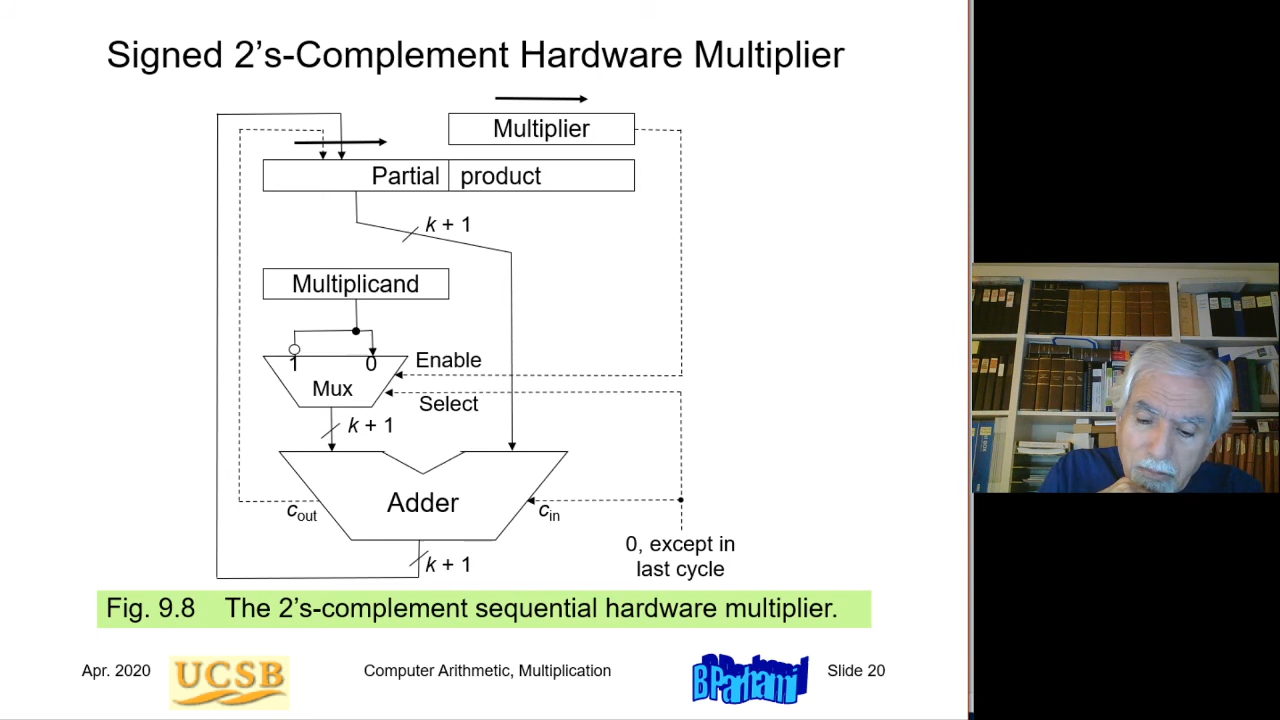 Signed 2’s-Complement Hardware Multiplier
Multiplier
Partial product
k + 1
Multiplicand
1 0
Enable
Mux
Select
k + 1
Adder
cout
cin
0, except in
last cycle
k + 1
Fig. 9.8 The 2’s-complement sequential hardware multiplier.
Apr. 2020
UCSB
Computer Arithmetic, Multiplication
B Parhami
Slide 20